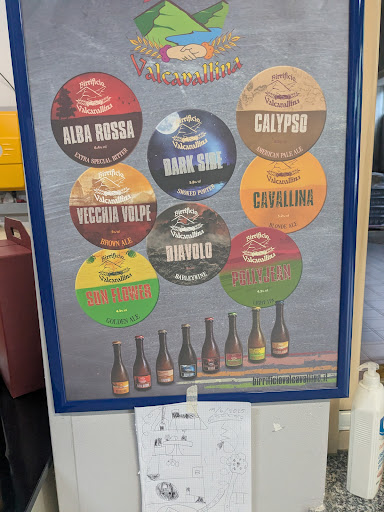 Valcavallina
Birrificio
Valcavallina
ALBA ROSSA
EXTRA SPECIAL BITTER
Birrificio
Valcavallina
CALYPSO
AMERICAN PALE ALE
Birrificio
Valcavallina
DARK SIDE
SMOKED PORTER
Birrificio
Valcavallina
VECCHIA VOLPE
BROWN ALE
Birrificio
Valcavallina
CAVALLINA
BLONDE ALE
Birrificio
Valcavallina
DIAVOLO
BARLEYWINE
Birrificio
Valcavallina
SUN FLOWER
GOLDEN ALE
Birrificio
Valcavallina
birrificiovalcavallina.it